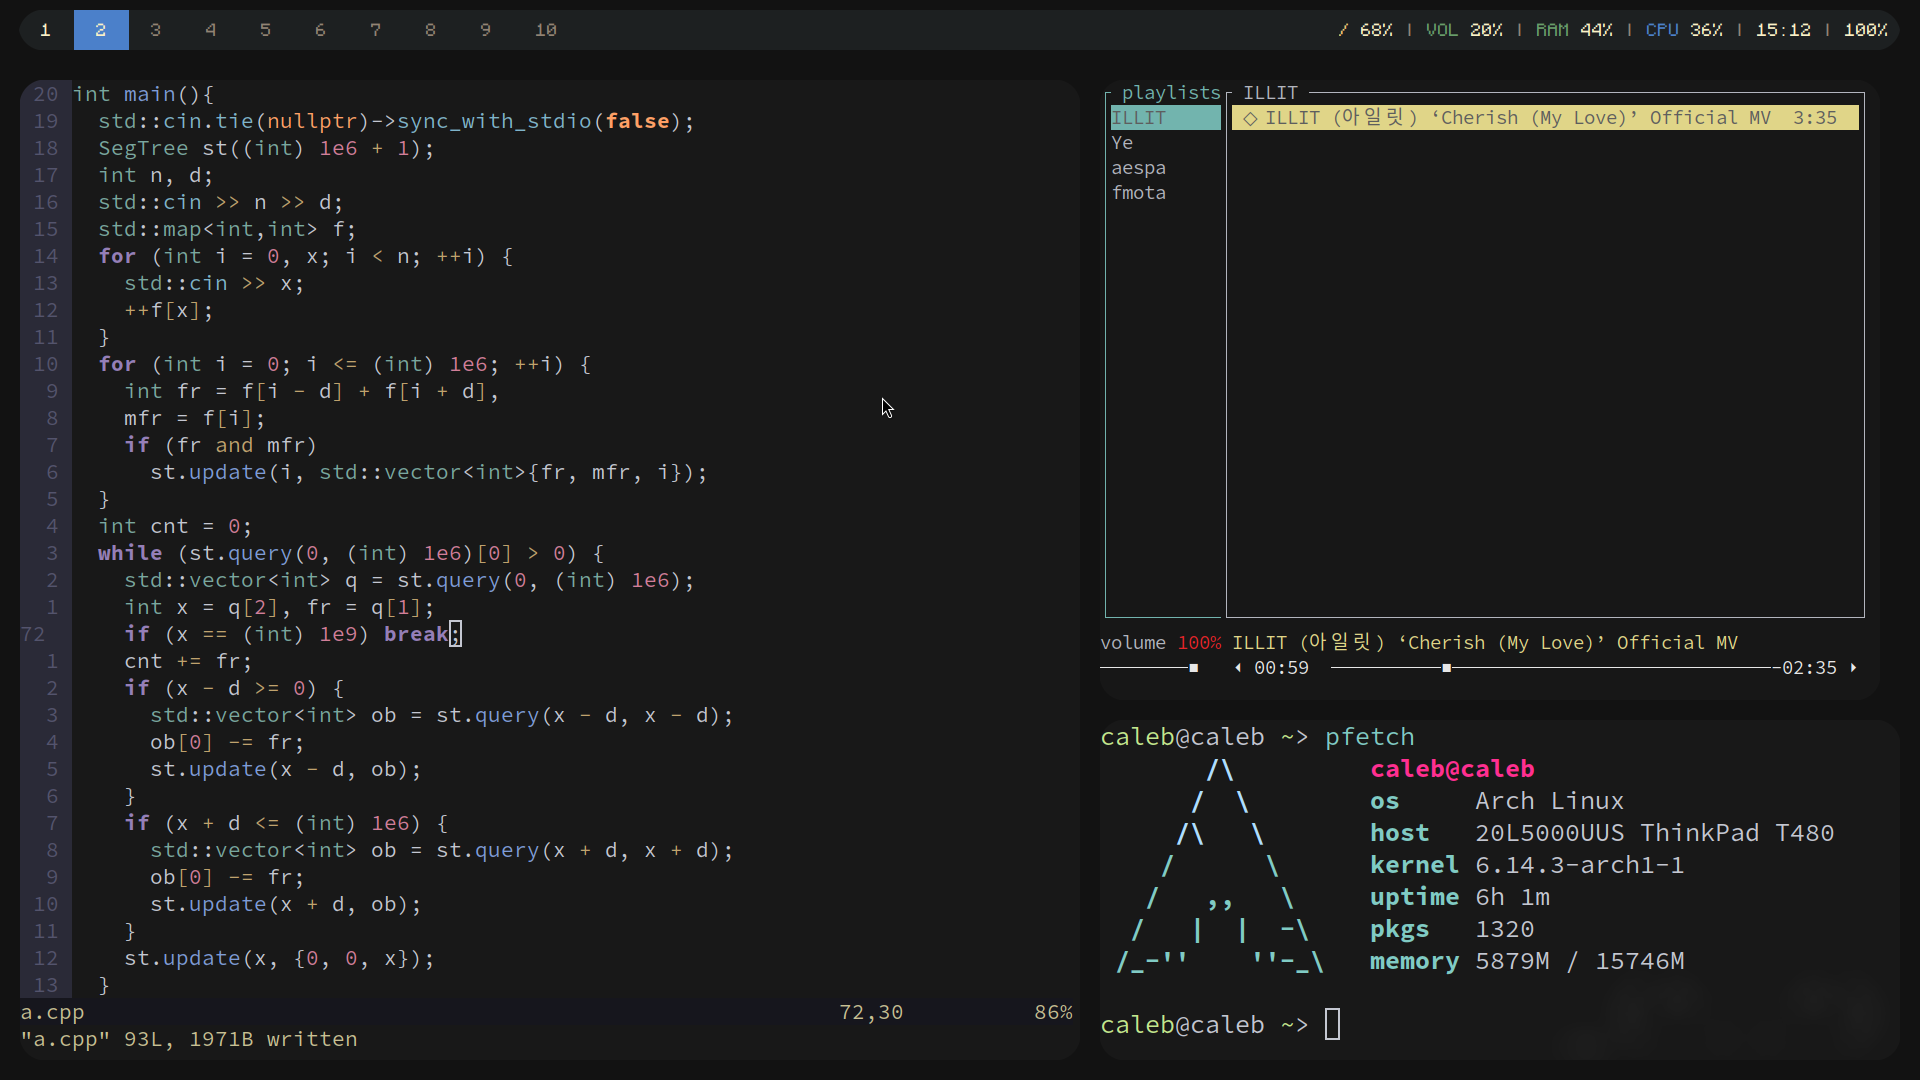 1 2 3 4 5 6 7 8 9 10
/ 68% | VOL 20% | RAM 44% | CPU 36% | 15:12 | 100%
20 int main(){
19   std::cin.tie(nullptr)->sync_with_stdio(false);
18   SegTree st((int) 1e6 + 1);
17   int n, d;
16   std::cin >> n >> d;
15   std::map<int,int> f;
14   for (int i = 0, x; i < n; ++i) {
13     std::cin >> x;
12     ++f[x];
11   }
10   for (int i = 0; i <= (int) 1e6; ++i) {
9     int fr = f[i - d] + f[i + d],
8     mfr = f[i];
7     if (fr and mfr)
6       st.update(i, std::vector<int>{fr, mfr, i});
5   }
4   int cnt = 0;
3   while (st.query(0, (int) 1e6)[0] > 0) {
2     std::vector<int> q = st.query(0, (int) 1e6);
1     int x = q[2], fr = q[1];
72     if (x == (int) 1e9) break;
1     cnt += fr;
2     if (x - d >= 0) {
3       std::vector<int> ob = st.query(x - d, x - d);
4       ob[0] -= fr;
5       st.update(x - d, ob);
6     }
7     if (x + d <= (int) 1e6) {
8       std::vector<int> ob = st.query(x + d, x + d);
9       ob[0] -= fr;
10       st.update(x + d, ob);
11     }
12     st.update(x, {0, 0, x});
13   }
a.cpp 72,30 86%
"a.cpp" 93L, 1971B written
playlists
ILLIT
Ye
aespa
fmota
ILLIT
◇ ILLIT (아일릿) ‘Cherish (My Love)’ Official MV 3:35
volume 100% ILLIT (아일릿) ‘Cherish (My Love)’ Official MV
00:59 -02:35
caleb@caleb ~> pfetch
       /\
      /  \
     /\   \
    /      \
   /   ,,   \
  /   |  |  -\
 /_-''    ''-_\
caleb@caleb
os Arch Linux
host 20L5000UUS ThinkPad T480
kernel 6.14.3-arch1-1
uptime 6h 1m
pkgs 1320
memory 5879M / 15746M
caleb@caleb ~>